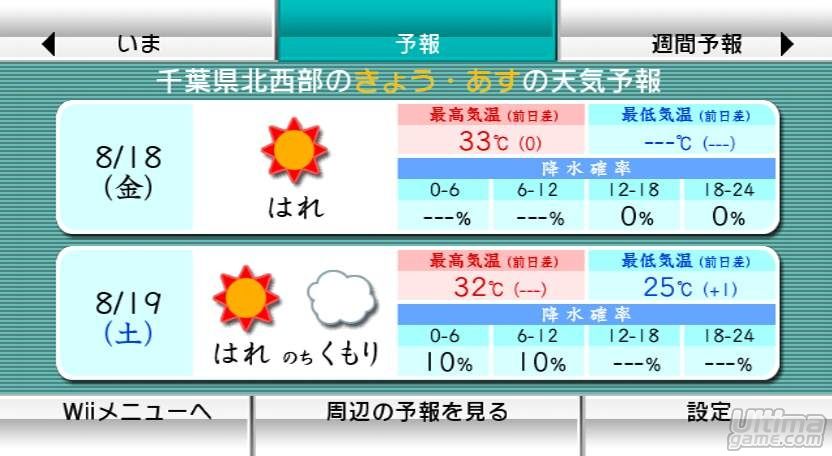 いま
予報
週間予報
千葉県北西部のきょう・あすの天気予報
8/18
(金)
はれ
最高気温 (前日差)
最低気温 (前日差)
33℃ (0)
---℃ (---)
降水確率
0-6 6-12 12-18 18-24
---% ---% 0% 0%
8/19
(土)
はれ のち くもり
最高気温 (前日差)
最低気温 (前日差)
32℃ (---)
25℃ (+1)
降水確率
0-6 6-12 12-18 18-24
10% 10% ---% ---%
Wiiメニューへ
周辺の予報を見る
設定
Ultima
game.com